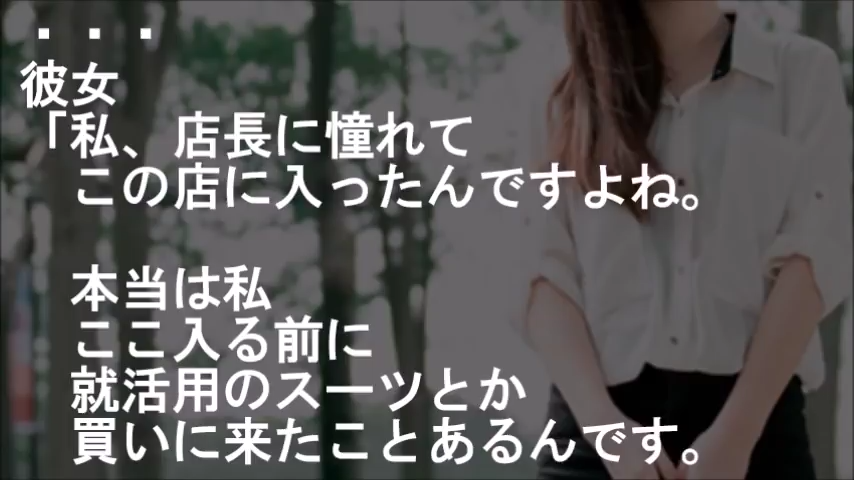 ・・・
彼女
「私、店長に憧れて
この店に入ったんですよね。
本当は私
ここ入る前に
就活用のスーツとか
買いに来たことあるんです。